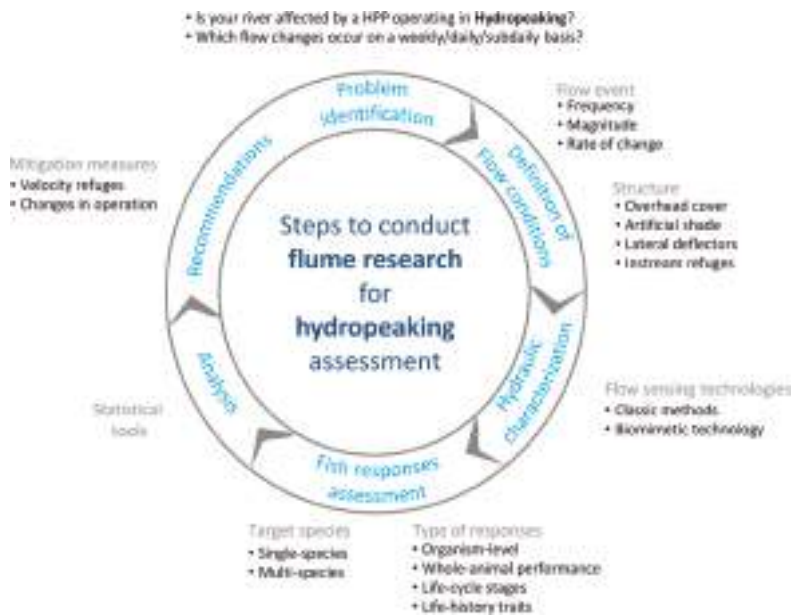 • Is your river affected by a HPP operating in Hydropeaking?
• Which flow changes occur on a weekly/daily/subdaily basis?
Problem
identification
Flow event
• Frequency
• Magnitude
• Rate of change
Definition of
Flow conditions
Structure
• Overhead cover
• Artificial shade
• Lateral deflectors
• Instream refuges
Hydraulic
characterization
Flow sensing technologies
• Classic methods
• Biomimetic technology
Fish responses
assessment
Target species
• Single-species
• Multi-species
Type of responses
• Organism-level
• Whole-animal performance
• Life-cycle stages
• Life-history traits
Analysis
Statistical
tools
Recommendations
Mitigation measures
• Velocity refuges
• Changes in operation
Steps to conduct
flume research
for
hydropeaking
assessment